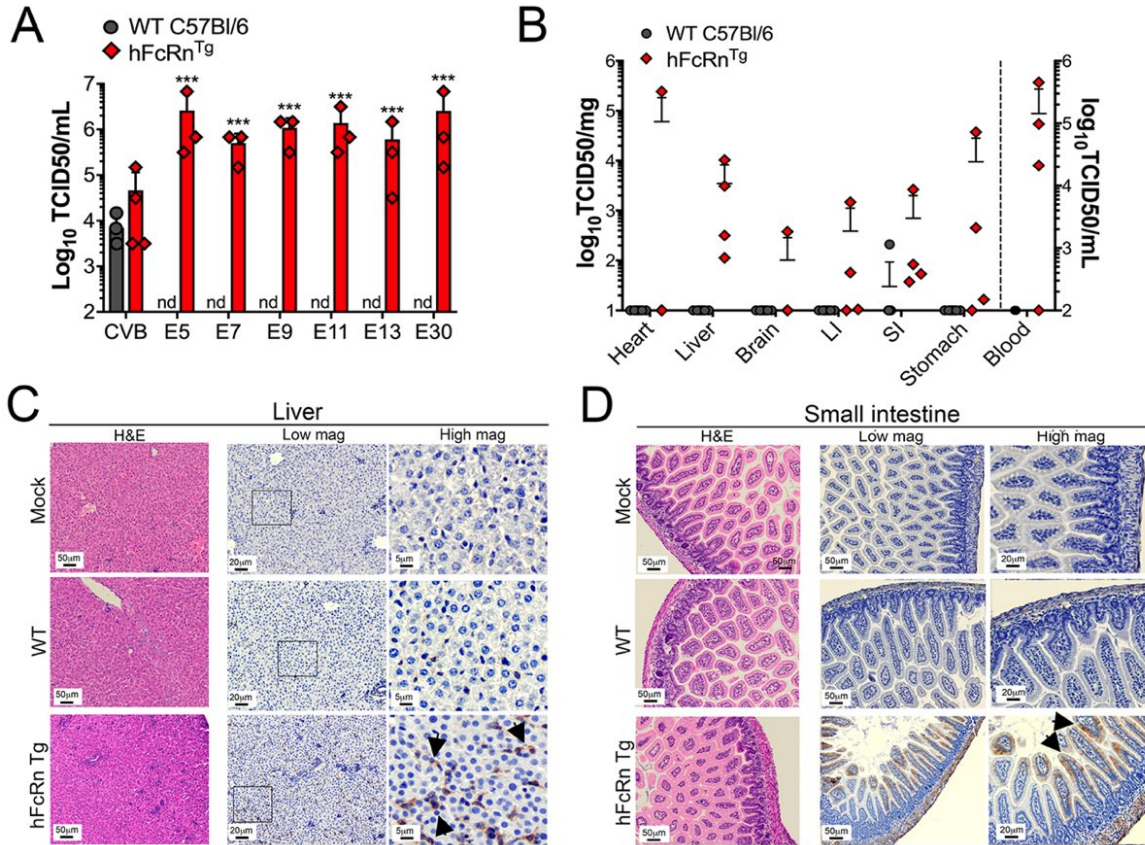 A
WT C57Bl/6
hFcRnTg
Log10 TCID50/mL
7
6
5
4
3
2
***
***
***
***
***
***
nd
nd
nd
nd
nd
nd
CVB
E5
E7
E9
E11
E13
E30
B
WT C57Bl/6
hFcRnTg
log10TCID50/mg
6
5
4
3
2
1
log10TCID50/mL
6
5
4
3
2
Heart
Liver
Brain
LI
SI
Stomach
Blood
C
Liver
H&E
Low mag
High mag
Mock
50µm
20µm
5µm
WT
50µm
20µm
5µm
hFcRn Tg
50µm
20µm
5µm
D
Small intestine
H&E
Low mag
High mag
Mock
50µm
50µm
50µm
20µm
WT
50µm
50µm
20µm
hFcRn Tg
50µm
50µm
20µm